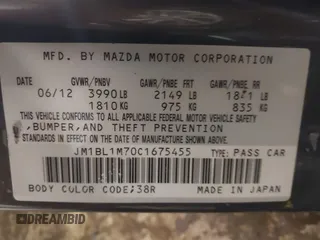 MFD. BY MAZDA MOTOR CORPORATION
GVWR/PNBV GAWR/PNBE FRT GAWR/PNBE RR
06/12 3990LB 2149 LB 1841 LB
1810KG 975 KG 835 KG
THIS VEHICLE CONFORMS TO ALL APPLICABLE FEDERAL MOTOR VEHICLE SAFETY
,BUMPER,AND THEFT PREVENTION
STANDARDS IN EFFECT ON THE DATE OF MANUFACTURE SHOWN ABOVE.
JM1BL1M70C1675455 TYPE: PASS CAR
BODY COLOR CODE:38R MADE IN JAPAN
DREAMBID